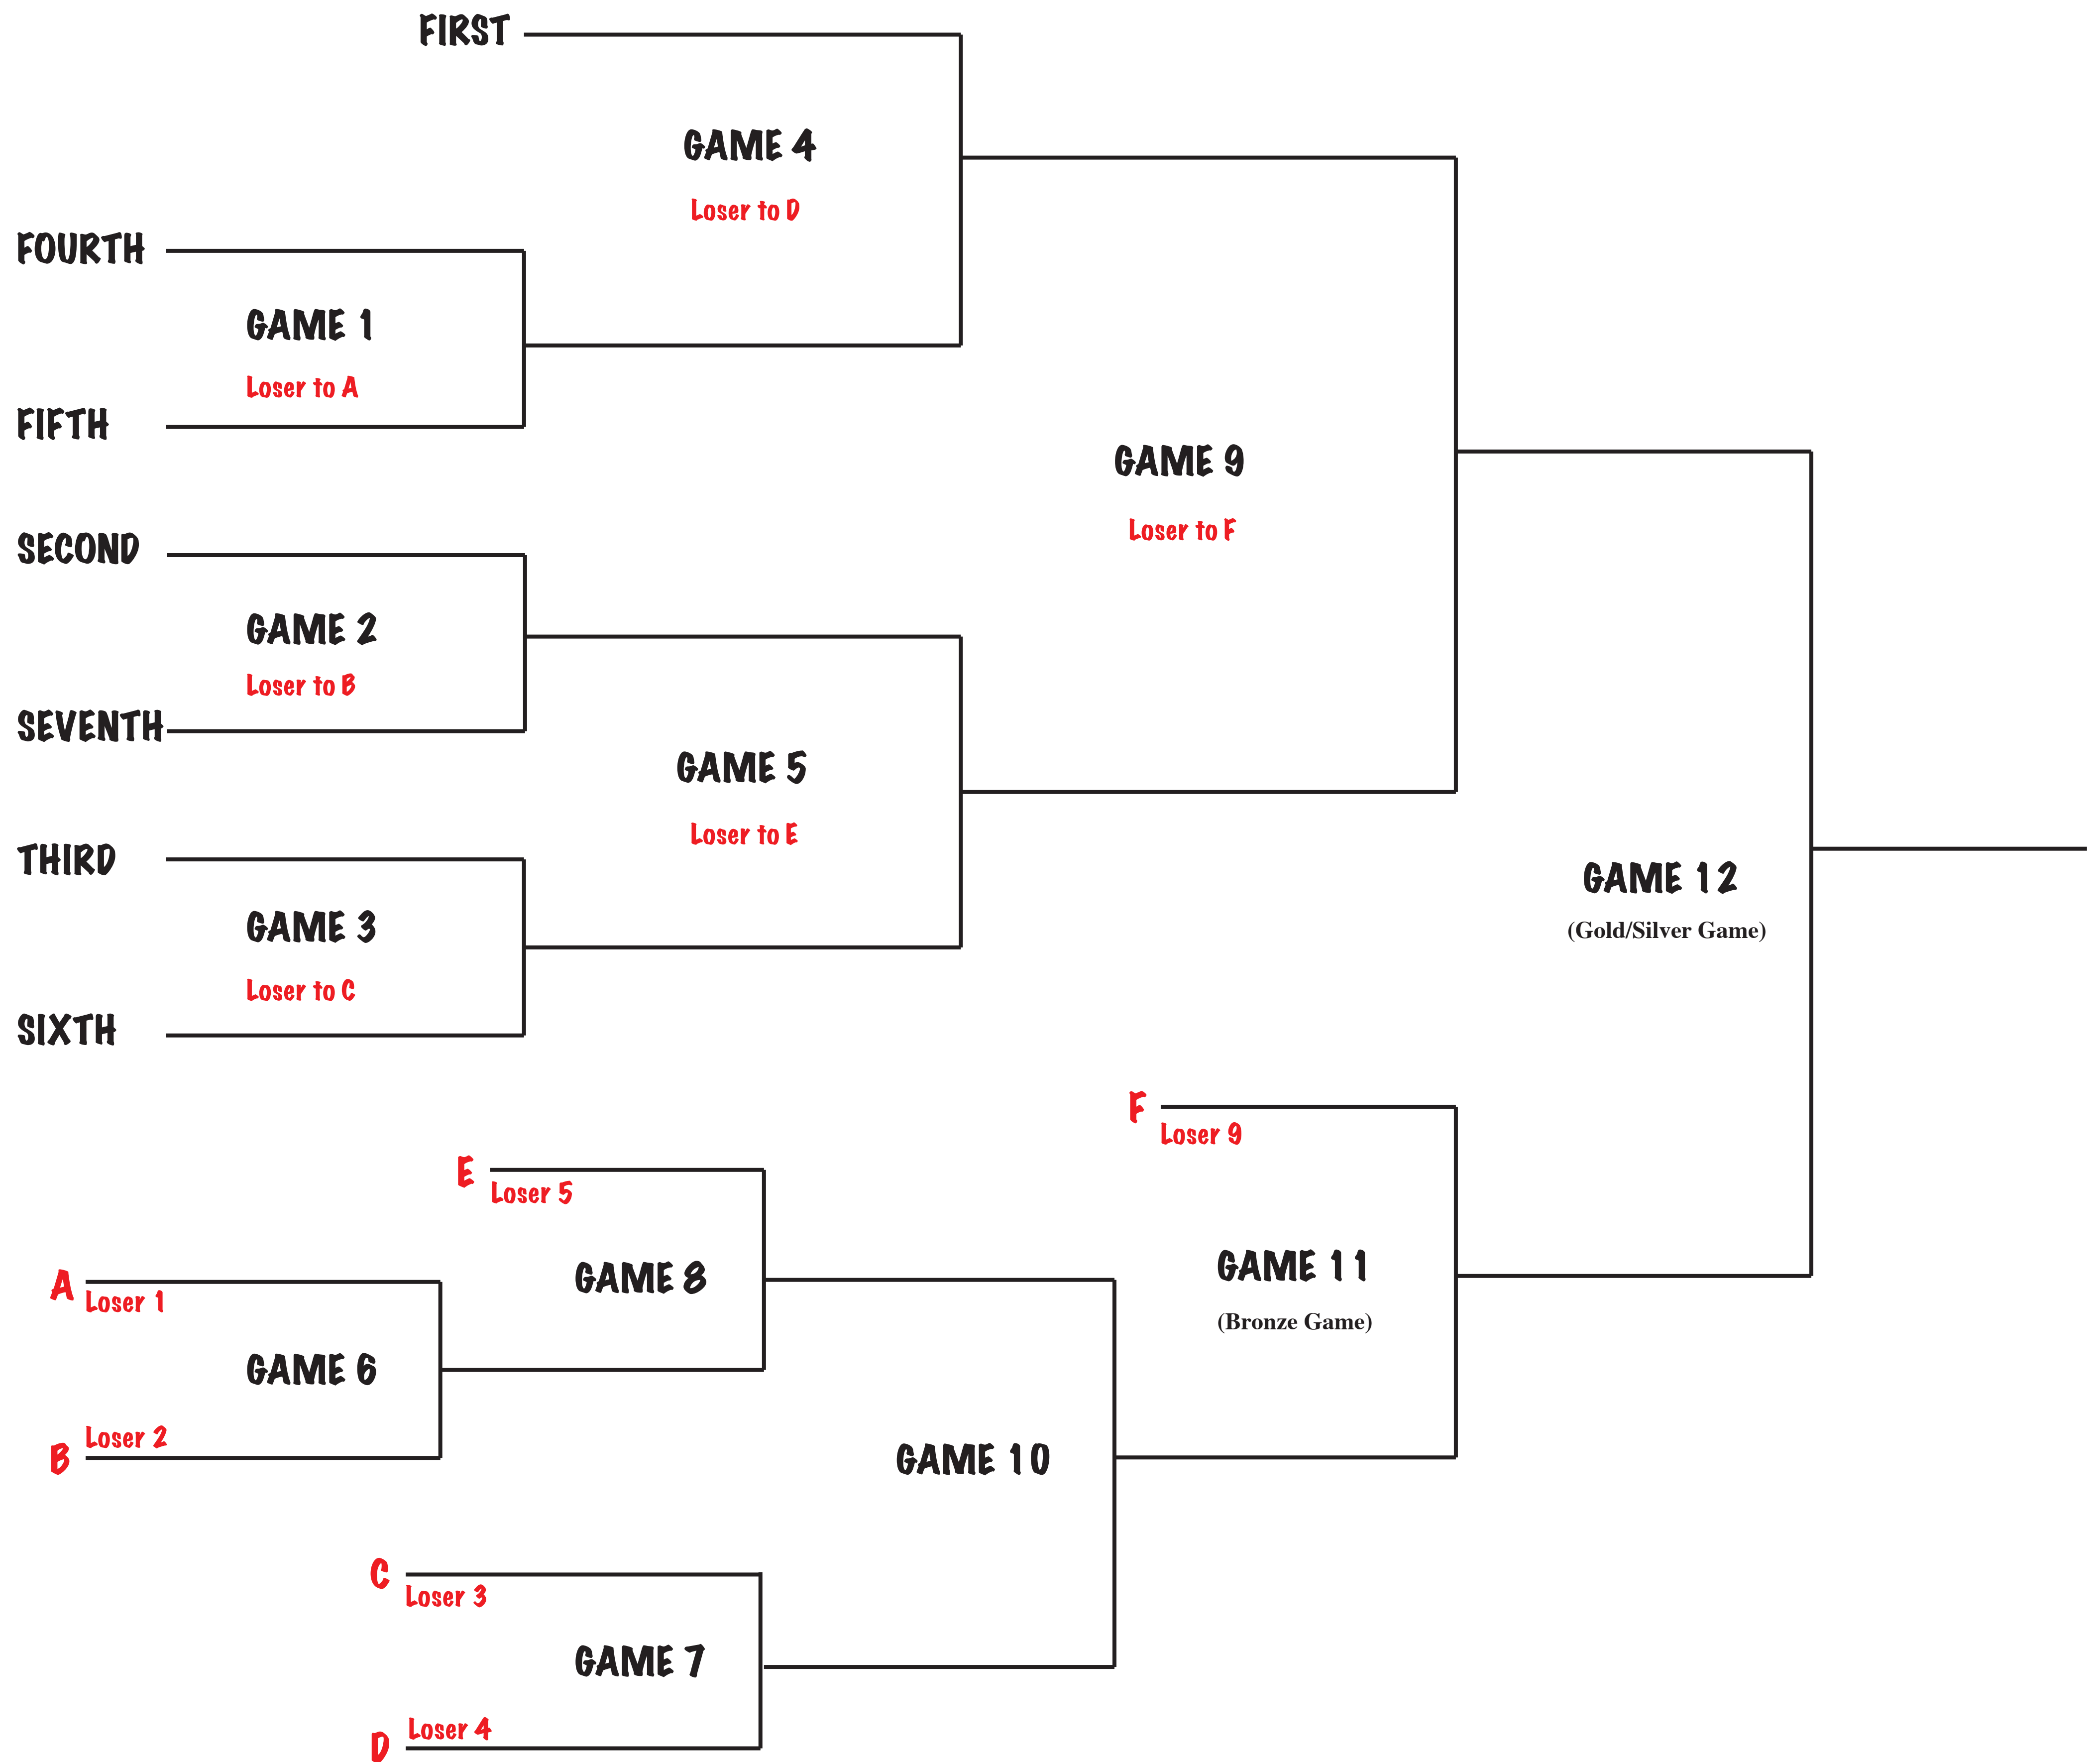 FIRST
GAME 4
Loser to D
FOURTH
GAME 1
Loser to A
FIFTH
GAME 9
Loser to F
SECOND
GAME 2
Loser to B
SEVENTH
GAME 5
Loser to E
THIRD
GAME 3
Loser to C
SIXTH
GAME 12
(Gold/Silver Game)
F
Loser 9
E
Loser 5
A
Loser 1
GAME 8
GAME 11
(Bronze Game)
GAME 6
Loser 2
B
GAME 10
C
Loser 3
GAME 7
Loser 4
D